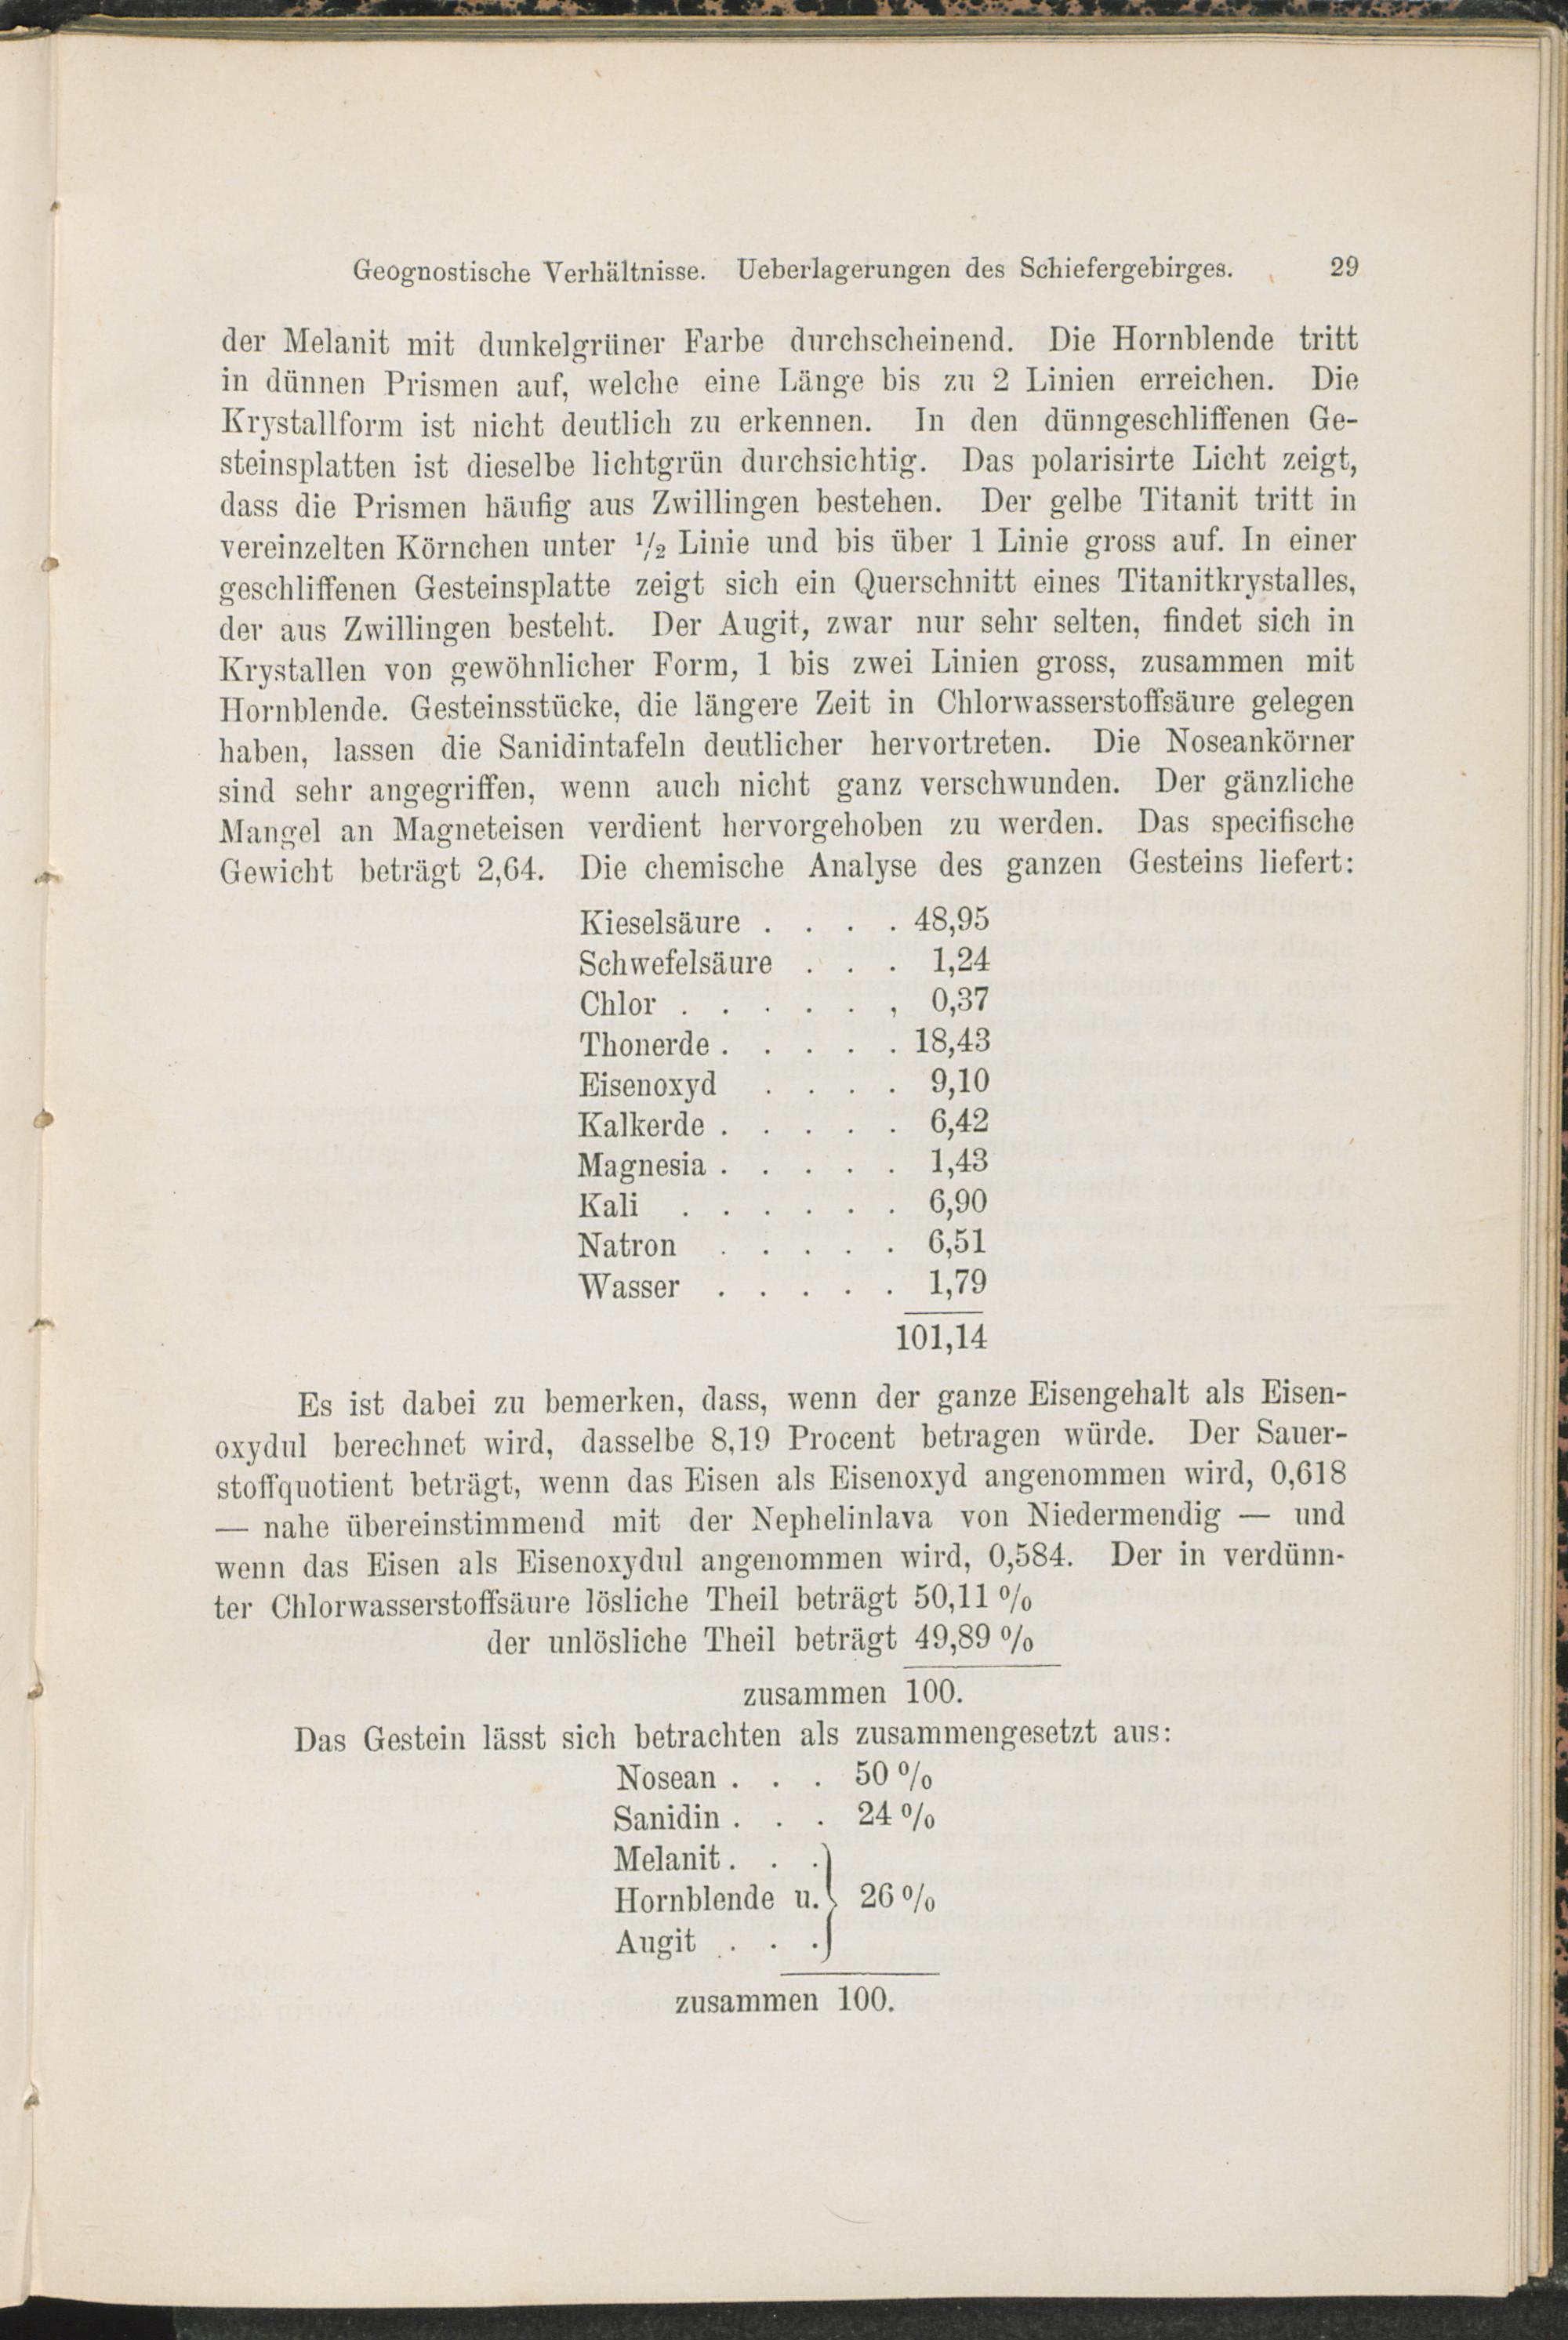 Geognostische Verhältnisse. Ueberlagerungen des Schiefergebirges. 29
der Melanit mit dunkelgrüner Farbe durchscheinend. Die Hornblende tritt
in dünnen Prismen auf, welche eine Länge bis zu 2 Linien erreichen. Die
Krystallform ist nicht deutlich zu erkennen. In den dünngeschliffenen Ge-
steinsplatten ist dieselbe lichtgrün durchsichtig. Das polarisirte Licht zeigt,
dass die Prismen häufig aus Zwillingen bestehen. Der gelbe Titanit tritt in
vereinzelten Körnchen unter 1/2 Linie und bis über 1 Linie gross auf. In einer
geschliffenen Gesteinsplatte zeigt sich ein Querschnitt eines Titanitkrystalles,
der aus Zwillingen besteht. Der Augit, zwar nur sehr selten, findet sich in
Krystallen von gewöhnlicher Form, 1 bis zwei Linien gross, zusammen mit
Hornblende. Gesteinsstücke, die längere Zeit in Chlorwasserstoffsäure gelegen
haben, lassen die Sanidintafeln deutlicher hervortreten. Die Noseankörner
sind sehr angegriffen, wenn auch nicht ganz verschwunden. Der gänzliche
Mangel an Magneteisen verdient hervorgehoben zu werden. Das specifische
Gewicht beträgt 2,64. Die chemische Analyse des ganzen Gesteins liefert:
Kieselsäure . . . . 48,95
Schwefelsäure . . . 1,24
Chlor . . . . . , 0,37
Thonerde . . . . . 18,43
Eisenoxyd . . . . 9,10
Kalkerde . . . . . 6,42
Magnesia . . . . . 1,43
Kali . . . . . . 6,90
Natron . . . . . 6,51
Wasser . . . . . 1,79
101,14
Es ist dabei zu bemerken, dass, wenn der ganze Eisengehalt als Eisen-
oxydul berechnet wird, dasselbe 8,19 Procent betragen würde. Der Sauer-
stoffquotient beträgt, wenn das Eisen als Eisenoxyd angenommen wird, 0,618
— nahe übereinstimmend mit der Nephelinlava von Niedermendig — und
wenn das Eisen als Eisenoxydul angenommen wird, 0,584. Der in verdünn-
ter Chlorwasserstoffsäure lösliche Theil beträgt 50,11 %
der unlösliche Theil beträgt 49,89 %
zusammen 100.
Das Gestein lässt sich betrachten als zusammengesetzt aus:
Nosean . . . 50 %
Sanidin . . . 24 %
Melanit . . .
Hornblende u. } 26 %
Augit . . .
zusammen 100.